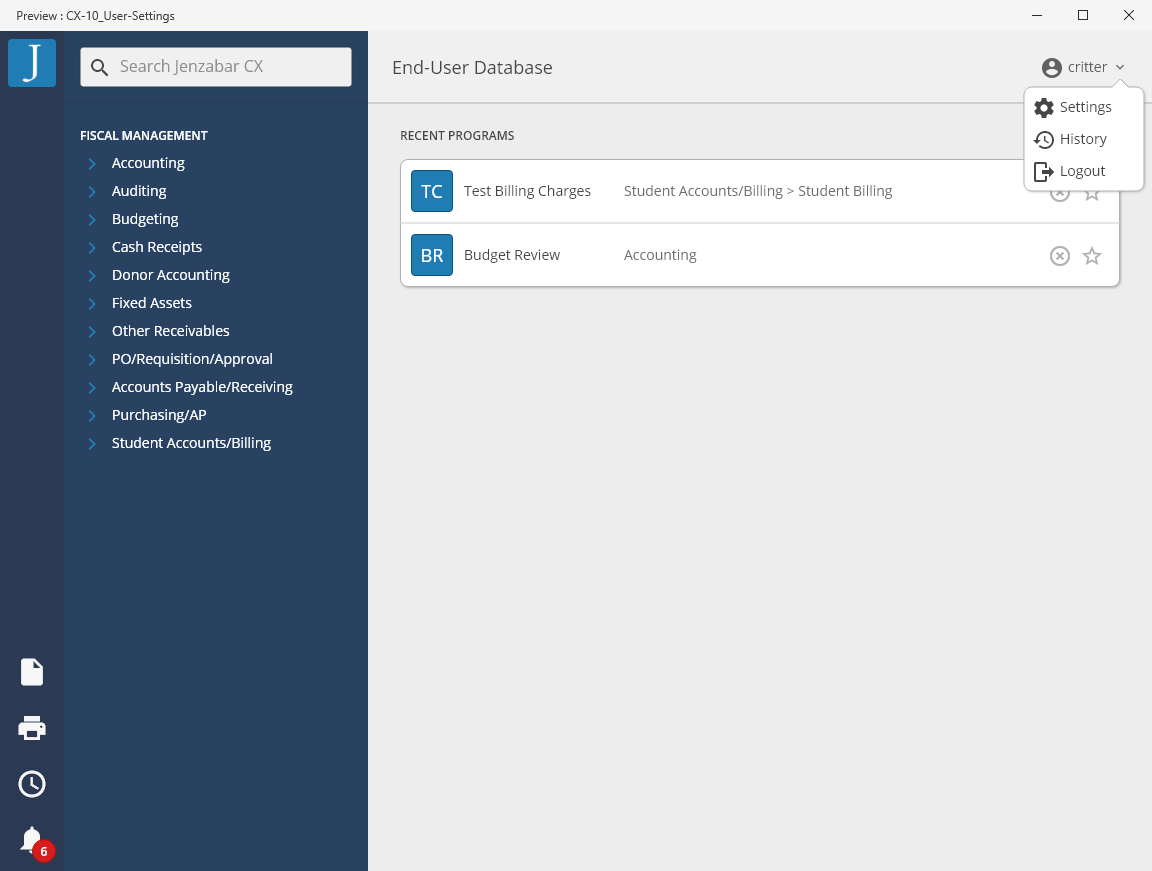 Preview : CX-10_User-Settings
J
Search Jenzabar CX
End-User Database
critter
Settings
History
Logout
FISCAL MANAGEMENT
Accounting
Auditing
Budgeting
Cash Receipts
Donor Accounting
Fixed Assets
Other Receivables
PO/Requisition/Approval
Accounts Payable/Receiving
Purchasing/AP
Student Accounts/Billing
RECENT PROGRAMS
TC Test Billing Charges Student Accounts/Billing > Student Billing
BR Budget Review Accounting
6